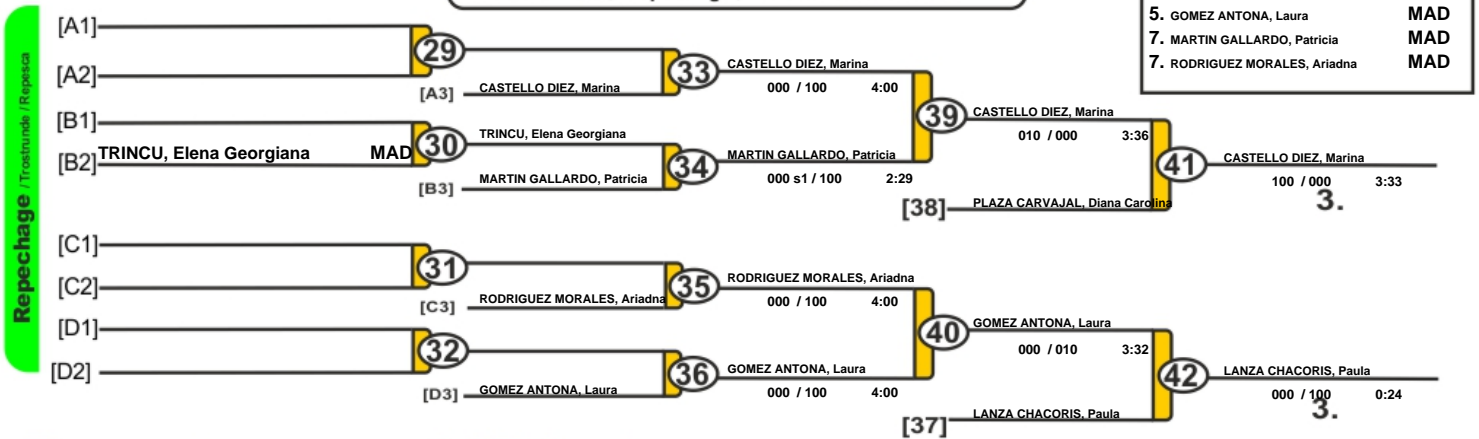 5. GOMEZ ANTONA, Laura MAD
7. MARTIN GALLARDO, Patricia MAD
7. RODRIGUEZ MORALES, Ariadna MAD
Repechage / Trostrunde / Repesca
[A1]
29
[A2]
[A3] CASTELLO DIEZ, Marina
33
CASTELLO DIEZ, Marina
000 / 100 4:00
[B1]
30
[B2] TRINCU, Elena Georgiana MAD
TRINCU, Elena Georgiana
[B3] MARTIN GALLARDO, Patricia
34
MARTIN GALLARDO, Patricia
000 s1 / 100 2:29
39
CASTELLO DIEZ, Marina
010 / 000 3:36
[38] PLAZA CARVAJAL, Diana Carolina
41
CASTELLO DIEZ, Marina
100 / 000 3:33
3.
[C1]
31
[C2]
[C3] RODRIGUEZ MORALES, Ariadna
35
RODRIGUEZ MORALES, Ariadna
000 / 100 4:00
[D1]
32
[D2]
[D3] GOMEZ ANTONA, Laura
36
GOMEZ ANTONA, Laura
000 / 100 4:00
40
GOMEZ ANTONA, Laura
000 / 010 3:32
[37] LANZA CHACORIS, Paula
42
LANZA CHACORIS, Paula
000 / 100 0:24
3.